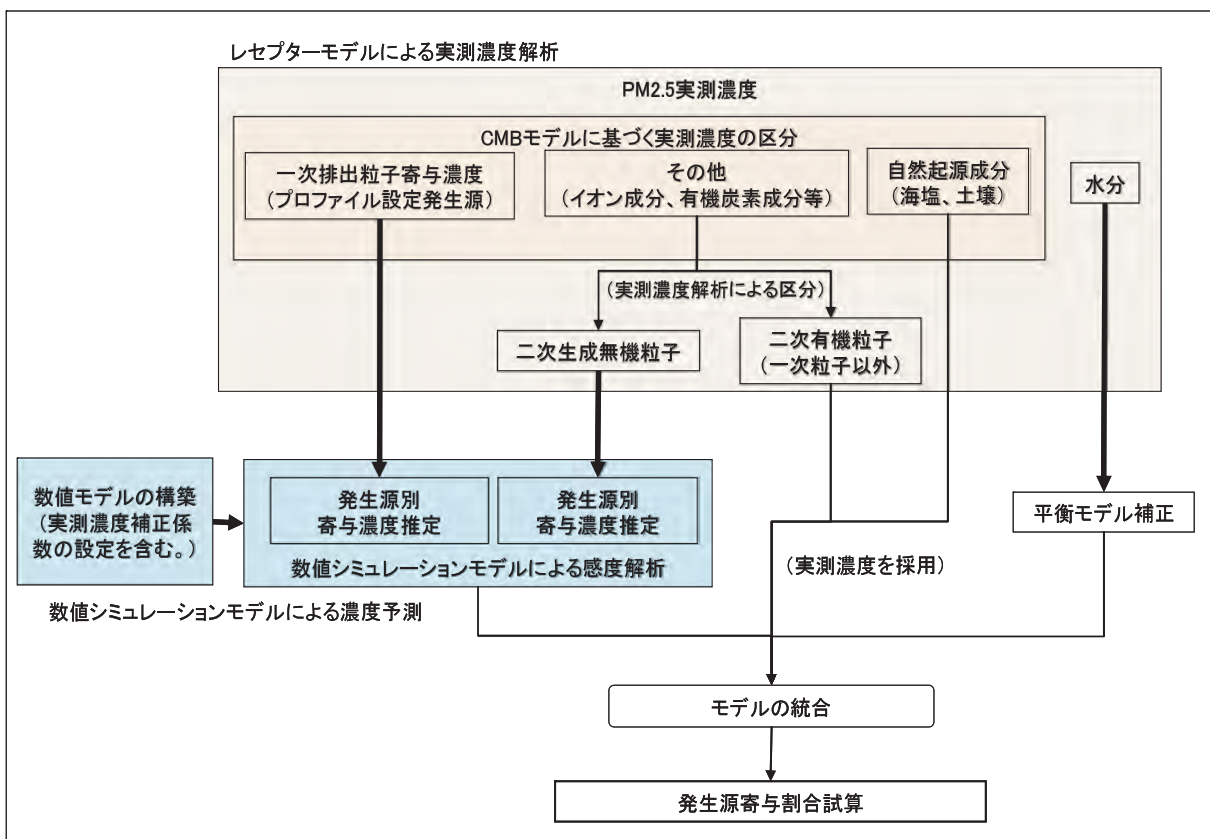 レセプターモデルによる実測濃度解析
PM2.5実測濃度
CMBモデルに基づく実測濃度の区分
一次排出粒子寄与濃度
(プロファイル設定発生源)
その他
(イオン成分、有機炭素成分等)
自然起源成分
(海塩、土壌)
水分
(実測濃度解析による区分)
二次生成無機粒子
二次有機粒子
(一次粒子以外)
数値モデルの構築
(実測濃度補正係
数の設定を含む。)
発生源別
寄与濃度推定
発生源別
寄与濃度推定
数値シミュレーションモデルによる感度解析
平衡モデル補正
(実測濃度を採用)
数値シミュレーションモデルによる濃度予測
モデルの統合
発生源寄与割合試算